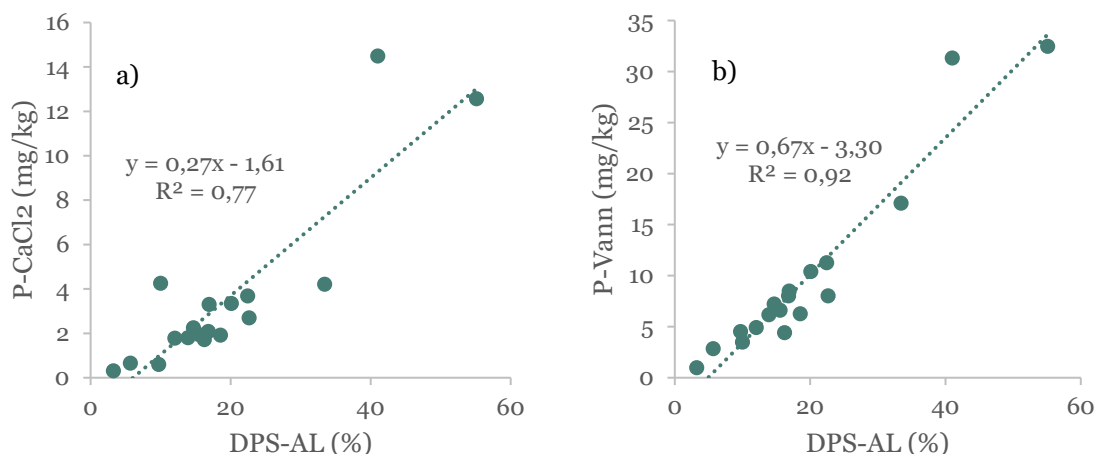 a)
P-CaCl2 (mg/kg)
16
14
12
10
8
6
4
2
0
y = 0,27x - 1,61
R² = 0,77
0 20 40 60
DPS-AL (%)
b)
P-Vann (mg/kg)
35
30
25
20
15
10
5
0
y = 0,67x - 3,30
R² = 0,92
0 20 40 60
DPS-AL (%)